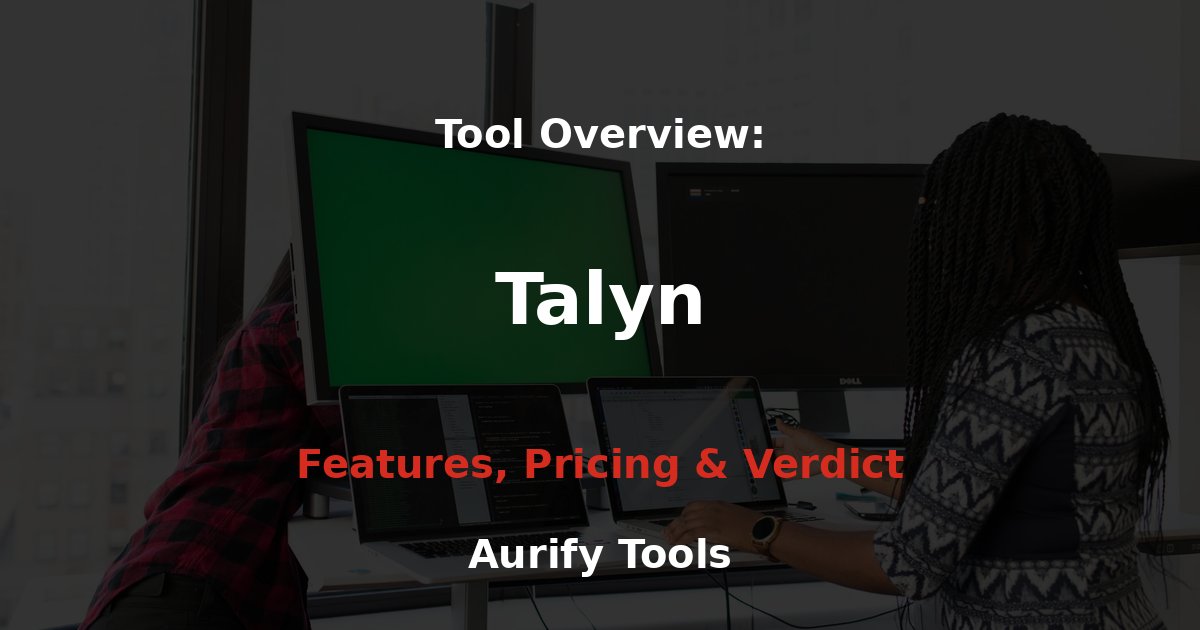 Tool Overview:
Talyn
DELL
Features, Pricing & Verdict
Aurify Tools